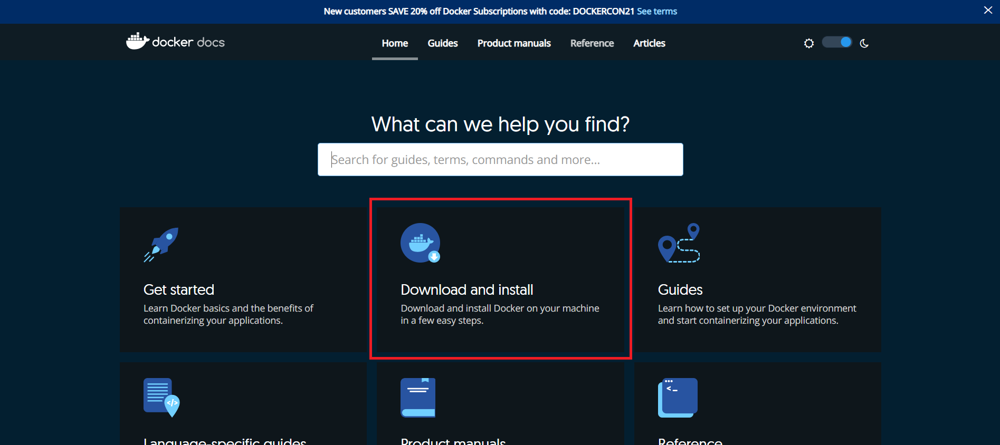 New customers SAVE 20% off Docker Subscriptions with code: DOCKERCON21 See terms
docker docs
Home Guides Product manuals Reference Articles
What can we help you find?
Search for guides, terms, commands and more...
Get started
Learn Docker basics and the benefits of
containerizing your applications.
Download and install
Download and install Docker on your machine
in a few easy steps.
Guides
Learn how to set up your Docker environment
and start containerizing your applications.
Language-specific guides
Product manuals
Reference